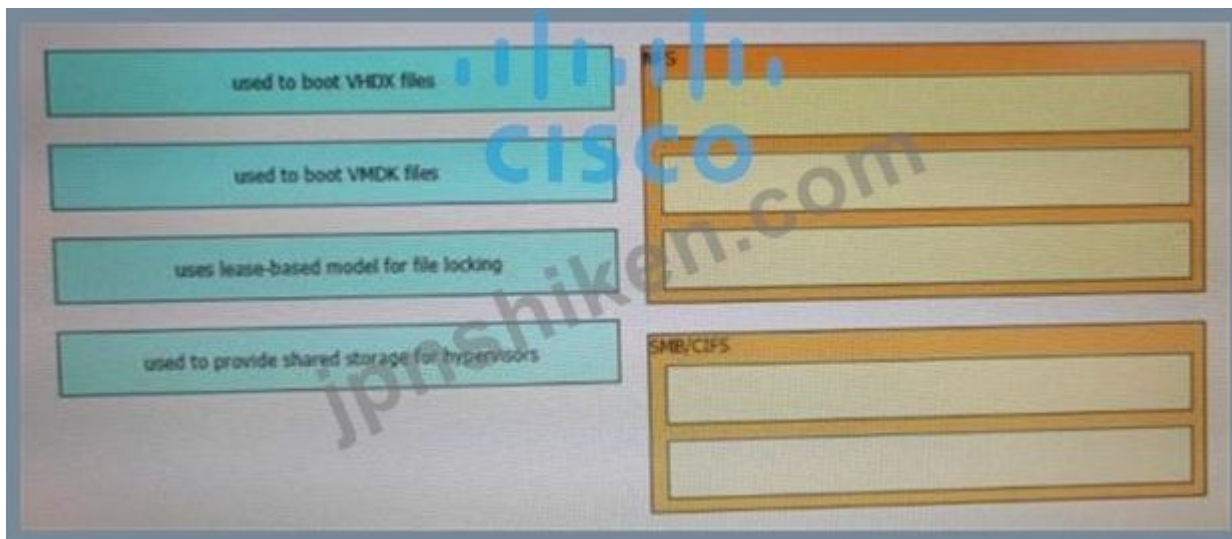 used to boot VHDX files
used to boot VMDK files
uses lease-based model for file locking
used to provide shared storage for hypervisors
NFS
SMB/CIFS
CISCO
jpnshiken.com